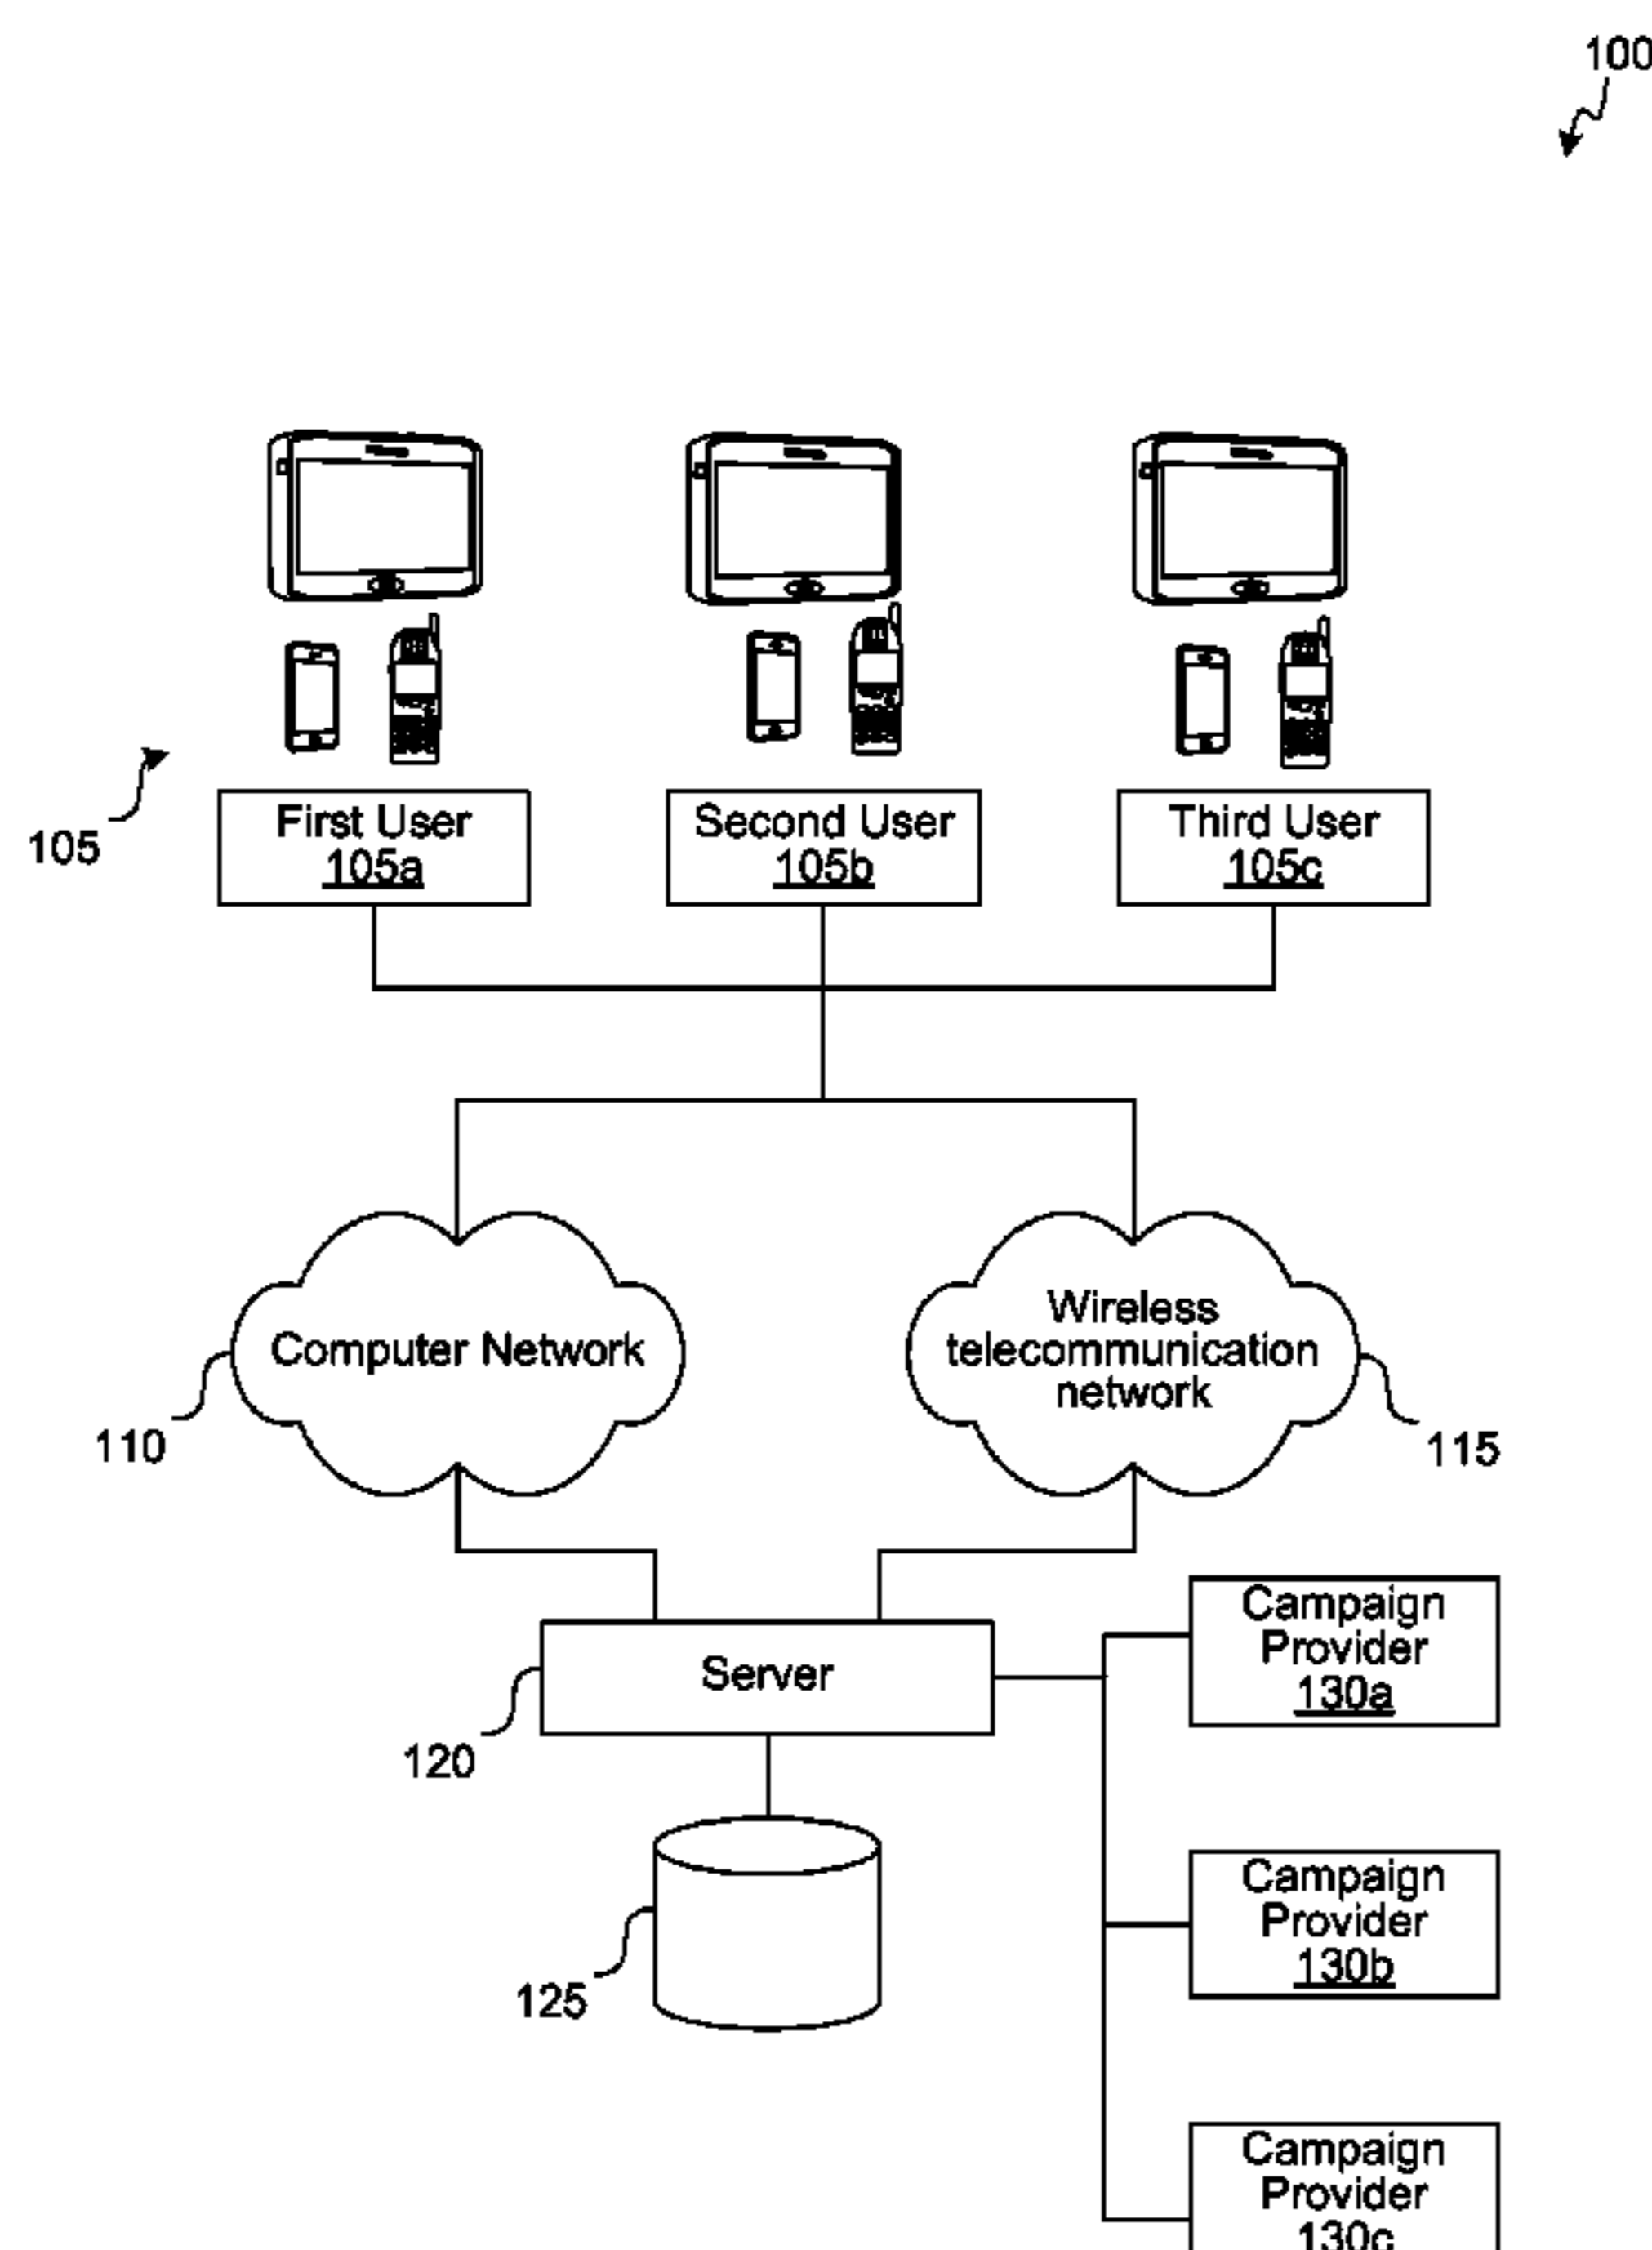 100
105
First User
105a
Second User
105b
Third User
105c
Computer Network
110
Wireless
telecommunication
network
115
Server
120
125
Campaign
Provider
130a
Campaign
Provider
130b
Campaign
Provider
130c